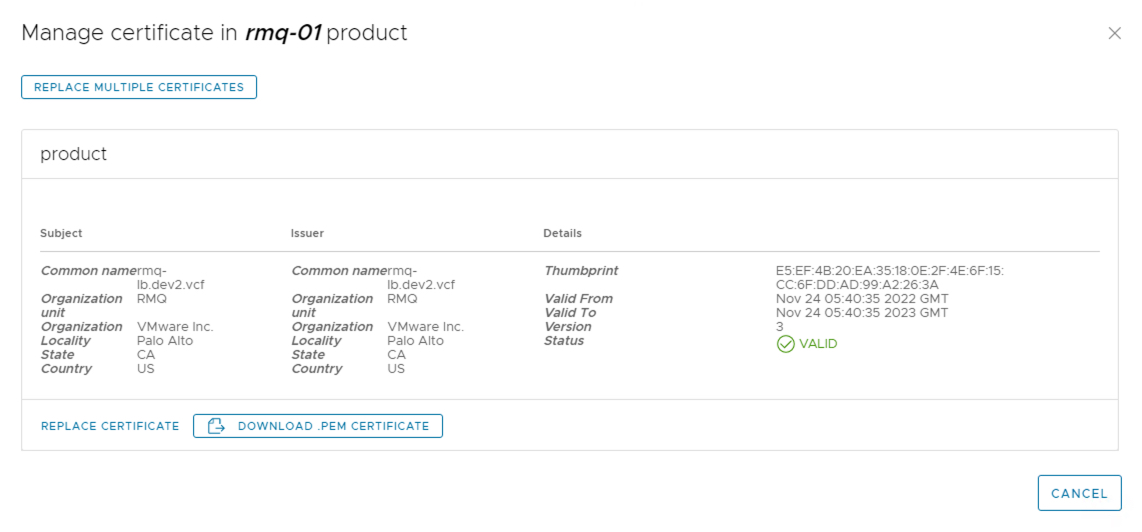 Manage certificate in rmq-01 product
REPLACE MULTIPLE CERTIFICATES
product
Subject
Issuer
Details
Common name rmq-
lb.dev2.vcf
Organization unit RMQ
Organization VMware Inc.
Locality Palo Alto
State CA
Country US
Common name rmq-
lb.dev2.vcf
Organization unit RMQ
Organization VMware Inc.
Locality Palo Alto
State CA
Country US
Thumbprint E5:EF:4B:20:EA:35:18:0E:2F:4E:6F:15:
CC:6F:DD:AD:99:A2:26:3A
Valid From Nov 24 05:40:35 2022 GMT
Valid To Nov 24 05:40:35 2023 GMT
Version 3
Status VALID
REPLACE CERTIFICATE
DOWNLOAD .PEM CERTIFICATE
CANCEL